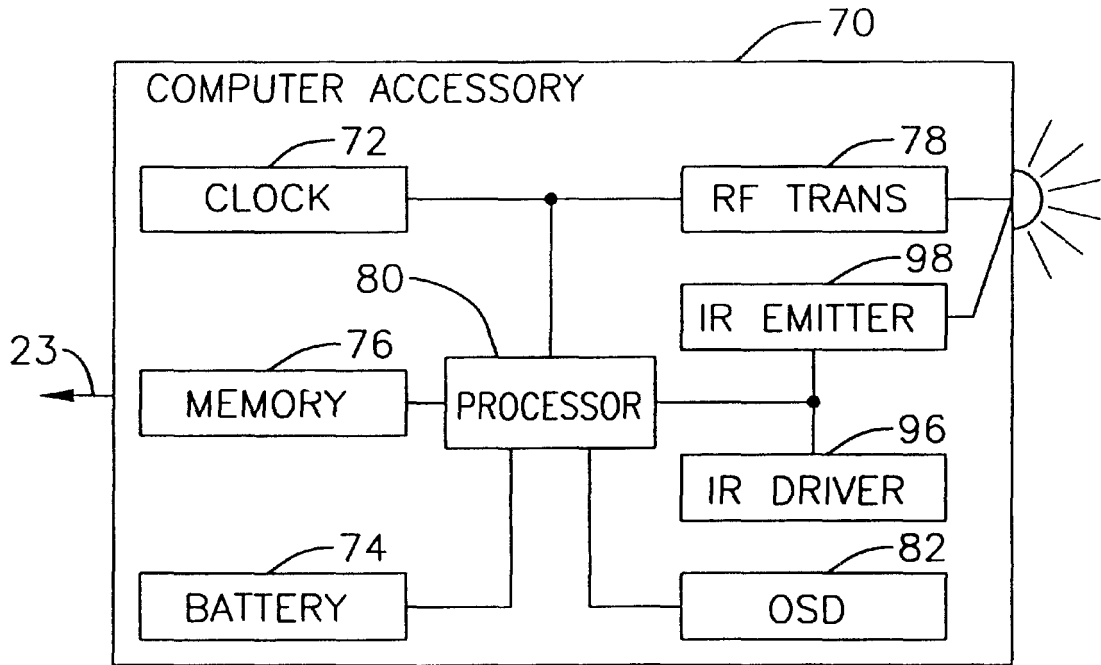 70
COMPUTER ACCESSORY
72
78
CLOCK
RF TRANS
98
80
IR EMITTER
23
76
MEMORY
PROCESSOR
96
IR DRIVER
74
82
BATTERY
OSD